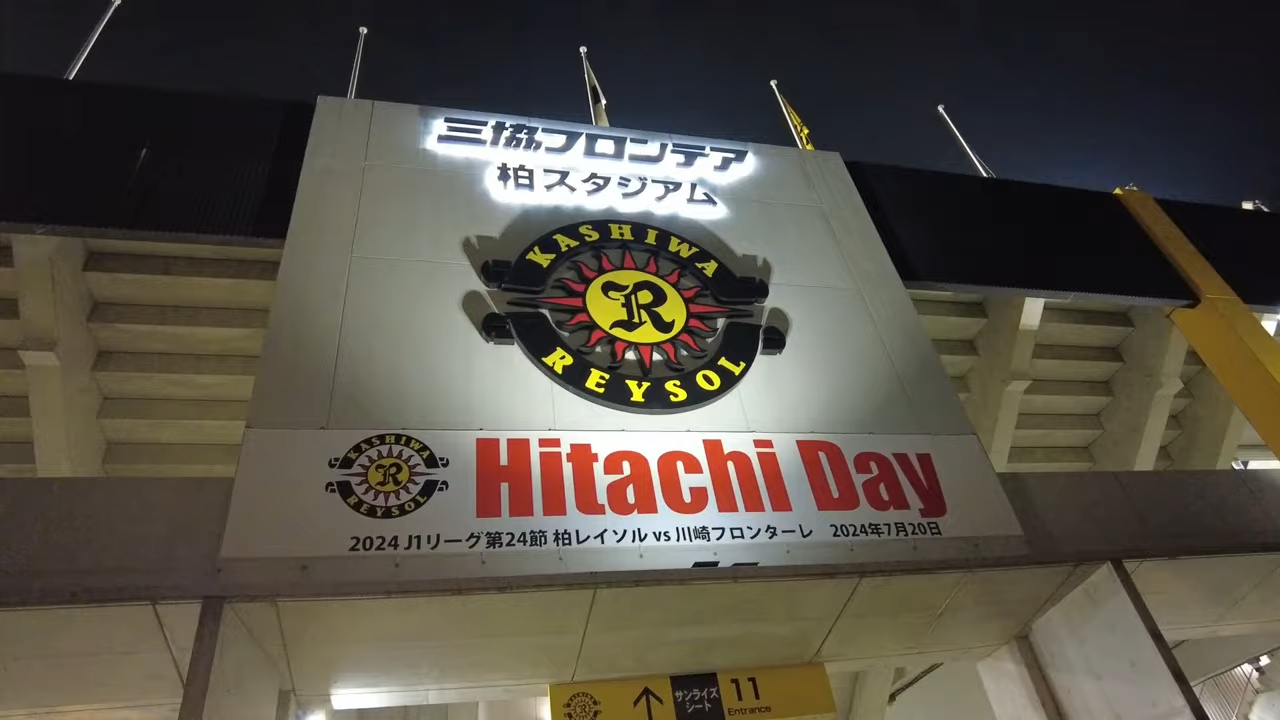 三協フロンテア
柏スタジアム
KASHIWA
R
REYSOL
KASHIWA
R
REYSOL
Hitachi Day
2024 J1リーグ第24節 柏レイソル vs 川崎フロンターレ 2024年7月20日
サンライズ
シート
11
Entrance